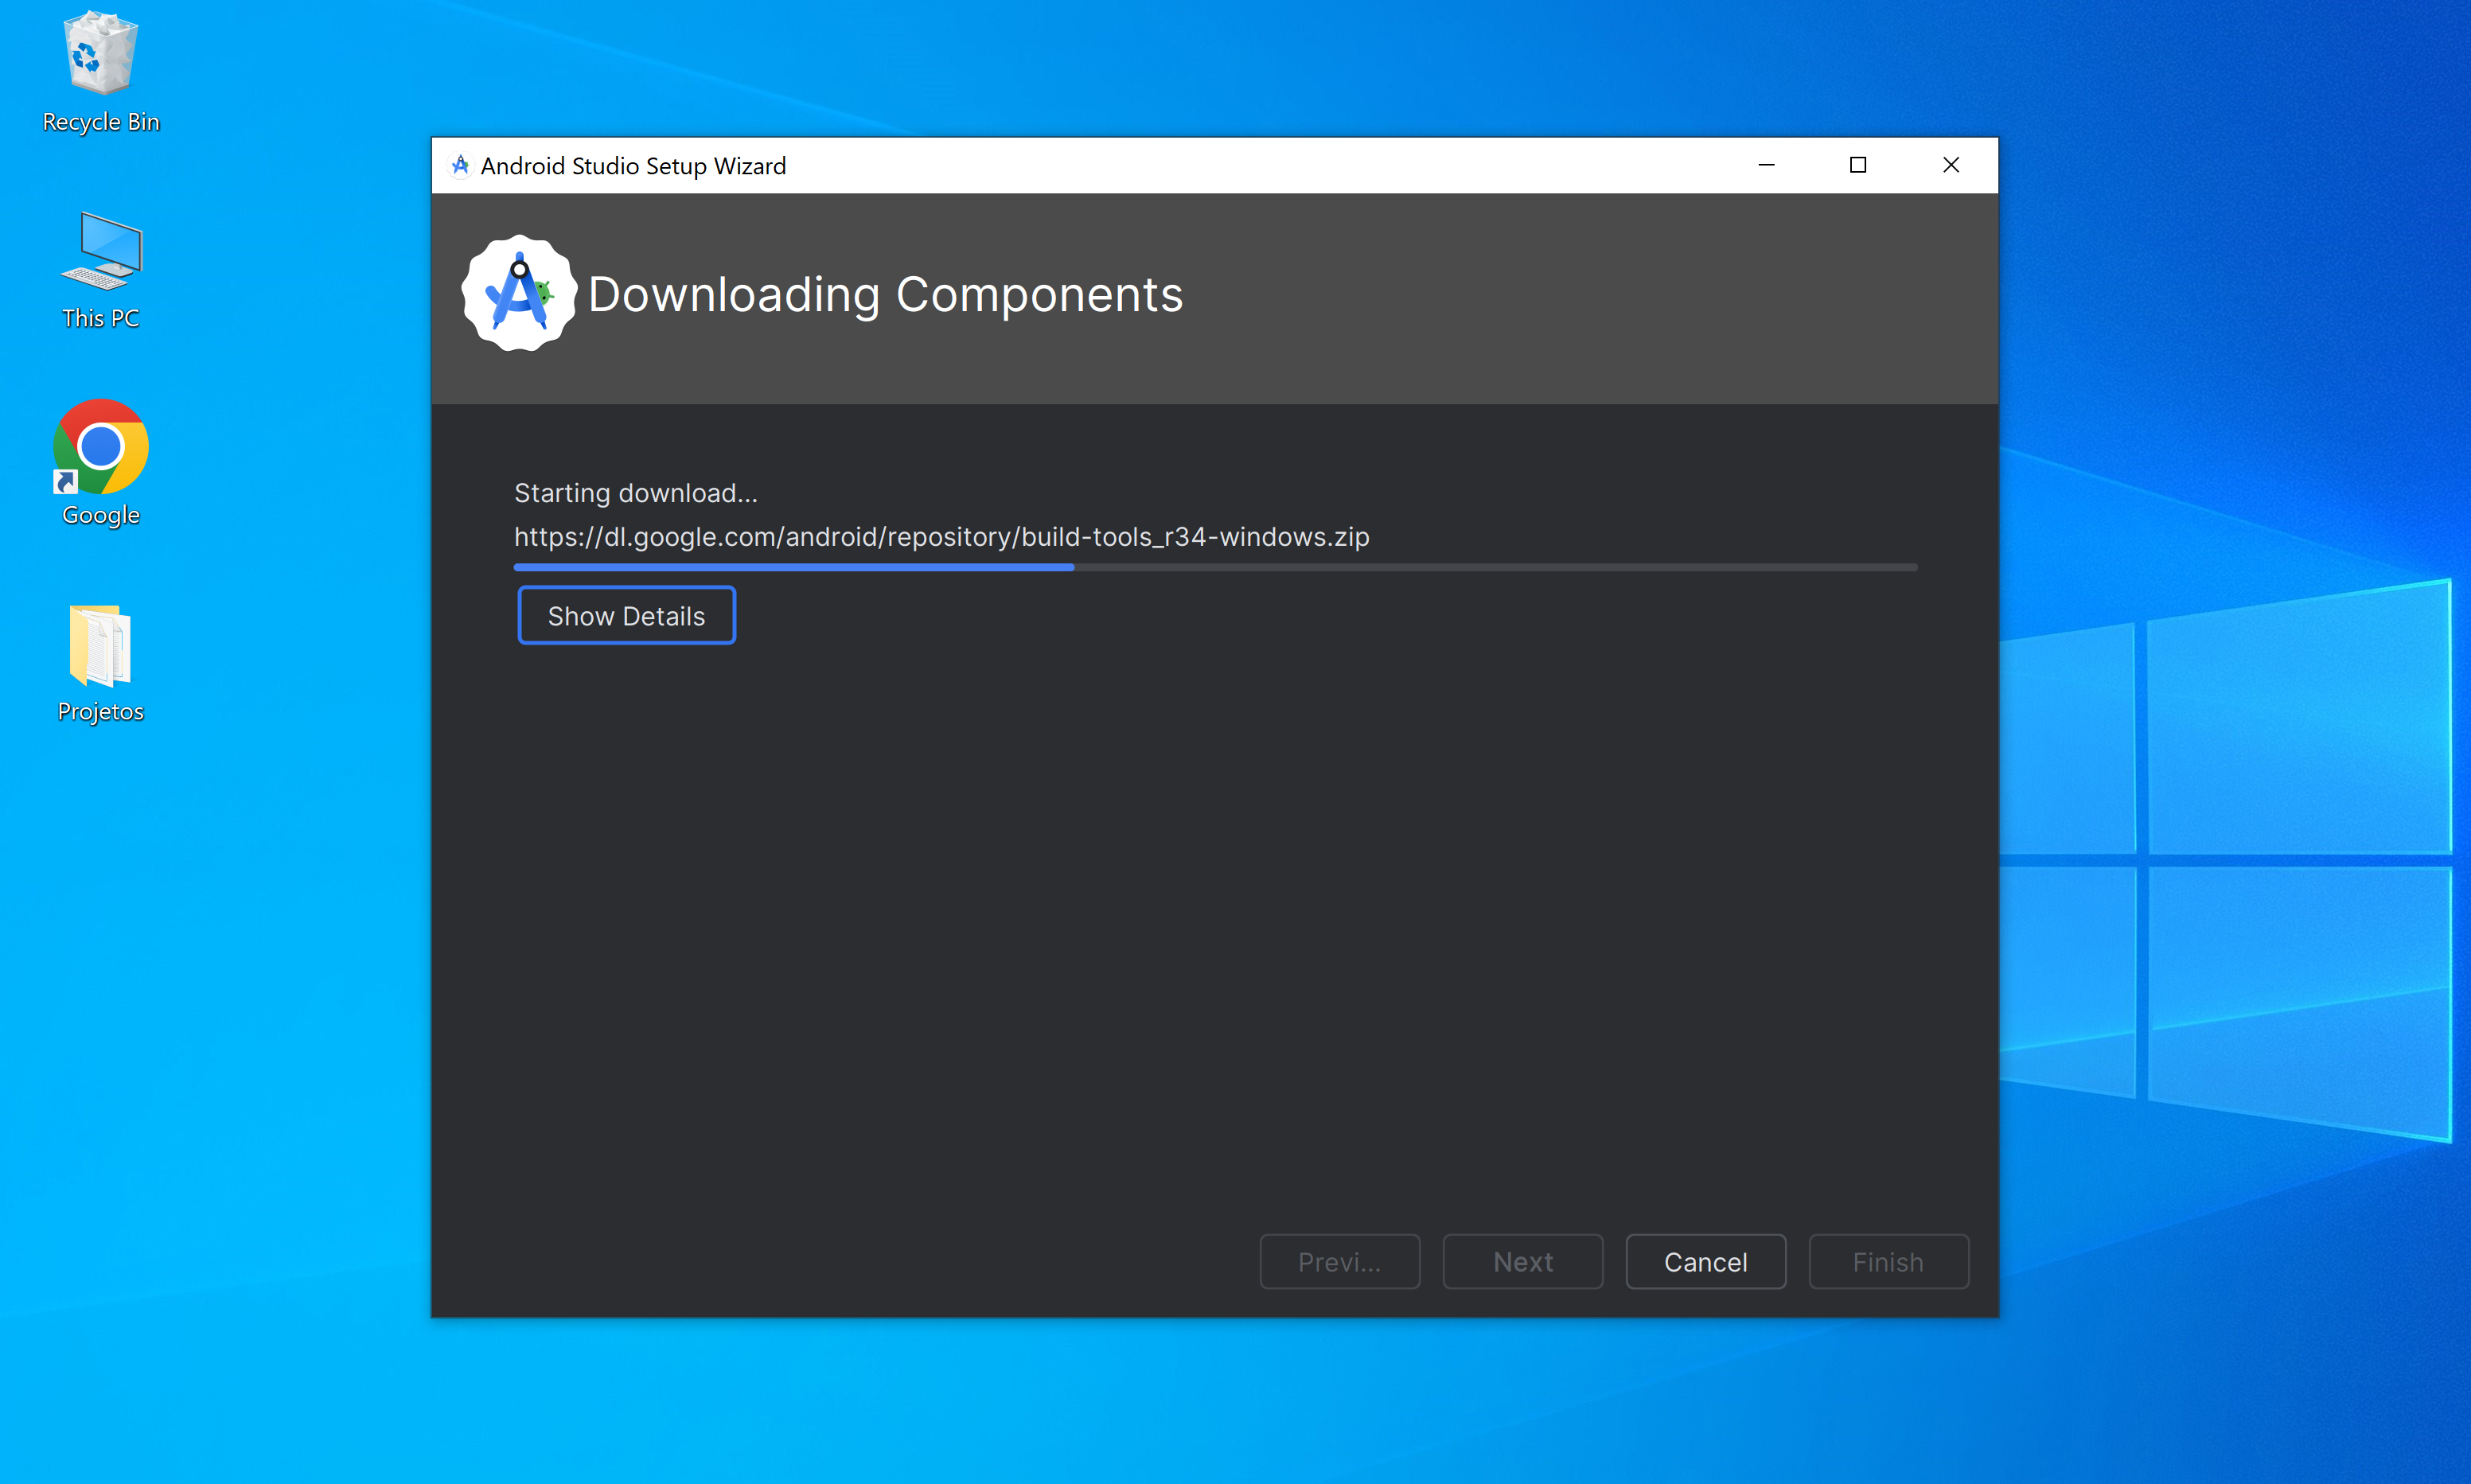 Recycle Bin
This PC
Google
Projetos
Android Studio Setup Wizard
Downloading Components
Starting download...
https://dl.google.com/android/repository/build-tools_r34-windows.zip
Show Details
Previ...
Next
Cancel
Finish